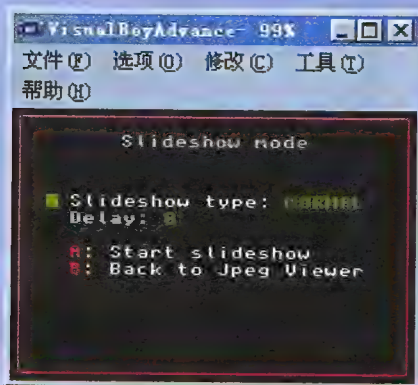 VisualBoyAdvance- 99%
文件(F) 选项(O) 修改(C) 工具(T)
帮助(H)
Slideshow mode
Slideshow type: NORMAL
Delay:
A: Start slideshow
B: Back to Jpeg Viewer